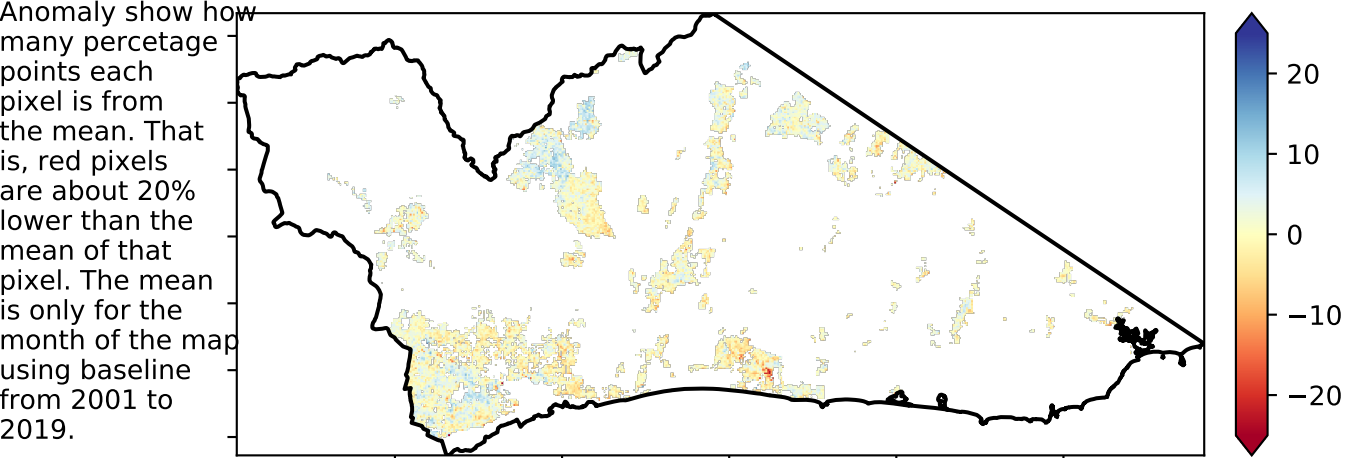 Anomaly show how
many percetage
points each
pixel is from
the mean. That
is, red pixels
are about 20%
lower than the
mean of that
pixel. The mean
is only for the
month of the map
using baseline
from 2001 to
2019.
20
10
0
−10
−20